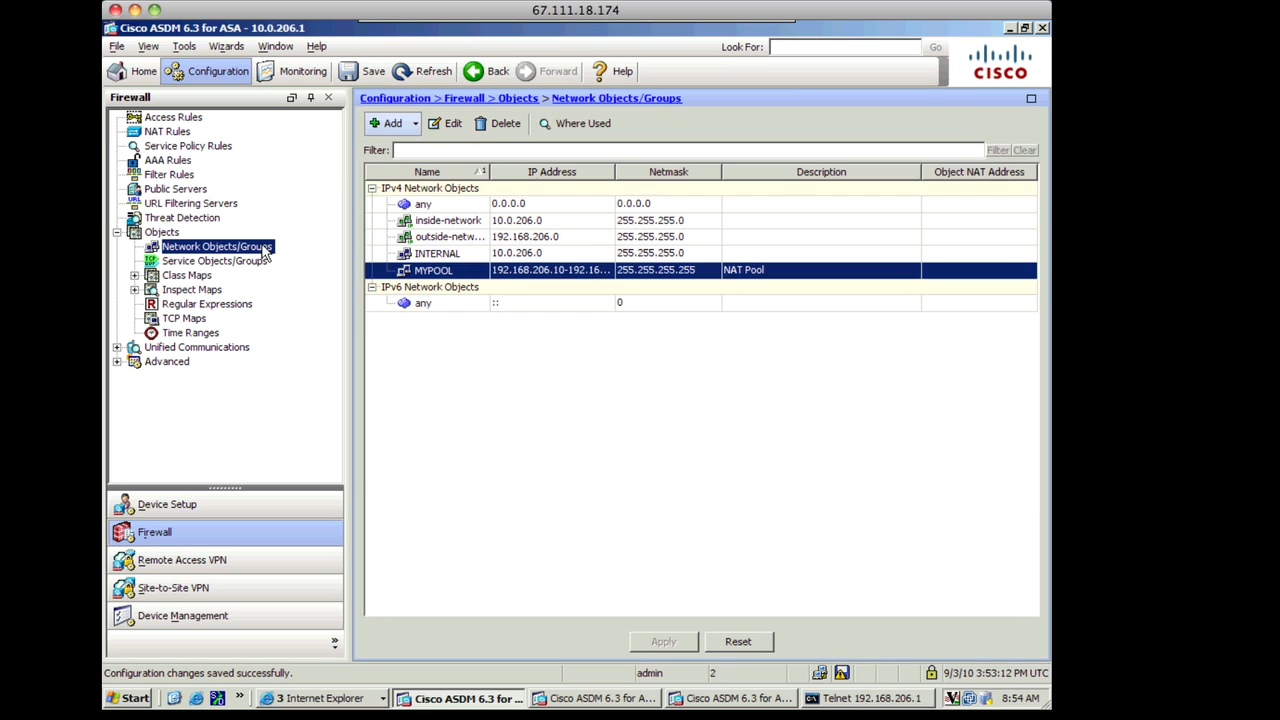 67.111.18.174
Cisco ASDM 6.3 for ASA - 10.0.206.1
File View Tools Wizards Window Help Look For: Go
Home Configuration Monitoring Save Refresh Back Forward Help
CISCO
Firewall
Access Rules
NAT Rules
Service Policy Rules
AAA Rules
Filter Rules
Public Servers
URL Filtering Servers
Threat Detection
Objects
Network Objects/Groups
Service Objects/Groups
Class Maps
Inspect Maps
Regular Expressions
TCP Maps
Time Ranges
Unified Communications
Advanced
Device Setup
Firewall
Remote Access VPN
Site-to-Site VPN
Device Management
»
Configuration > Firewall > Objects > Network Objects/Groups
Add Edit Delete Where Used
Filter: Filter Clear
Name 1 IP Address Netmask Description Object NAT Address
IPv4 Network Objects
any 0.0.0.0 0.0.0.0
inside-network 10.0.206.0 255.255.255.0
outside-netw... 192.168.206.0 255.255.255.0
INTERNAL 10.0.206.0 255.255.255.0
MYPOOL 192.168.206.10-192.16... 255.255.255.255 NAT Pool
IPv6 Network Objects
any :: 0
Apply Reset
Configuration changes saved successfully. admin 2 9/3/10 3:53:12 PM UTC
Start » 3 Internet Explorer Cisco ASDM 6.3 for ... Cisco ASDM 6.3 for A... Cisco ASDM 6.3 for A... Telnet 192.168.206.1 8:54 AM